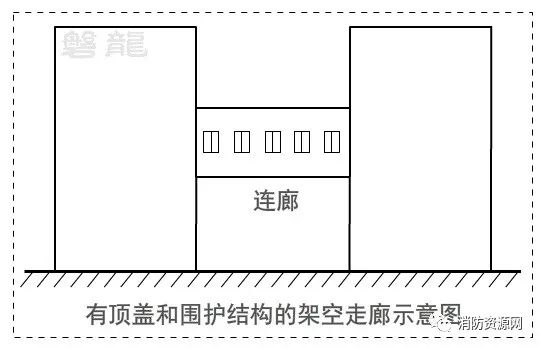 磐龍
连廊
有顶盖和围护结构的架空走廊示意图
消防资源网